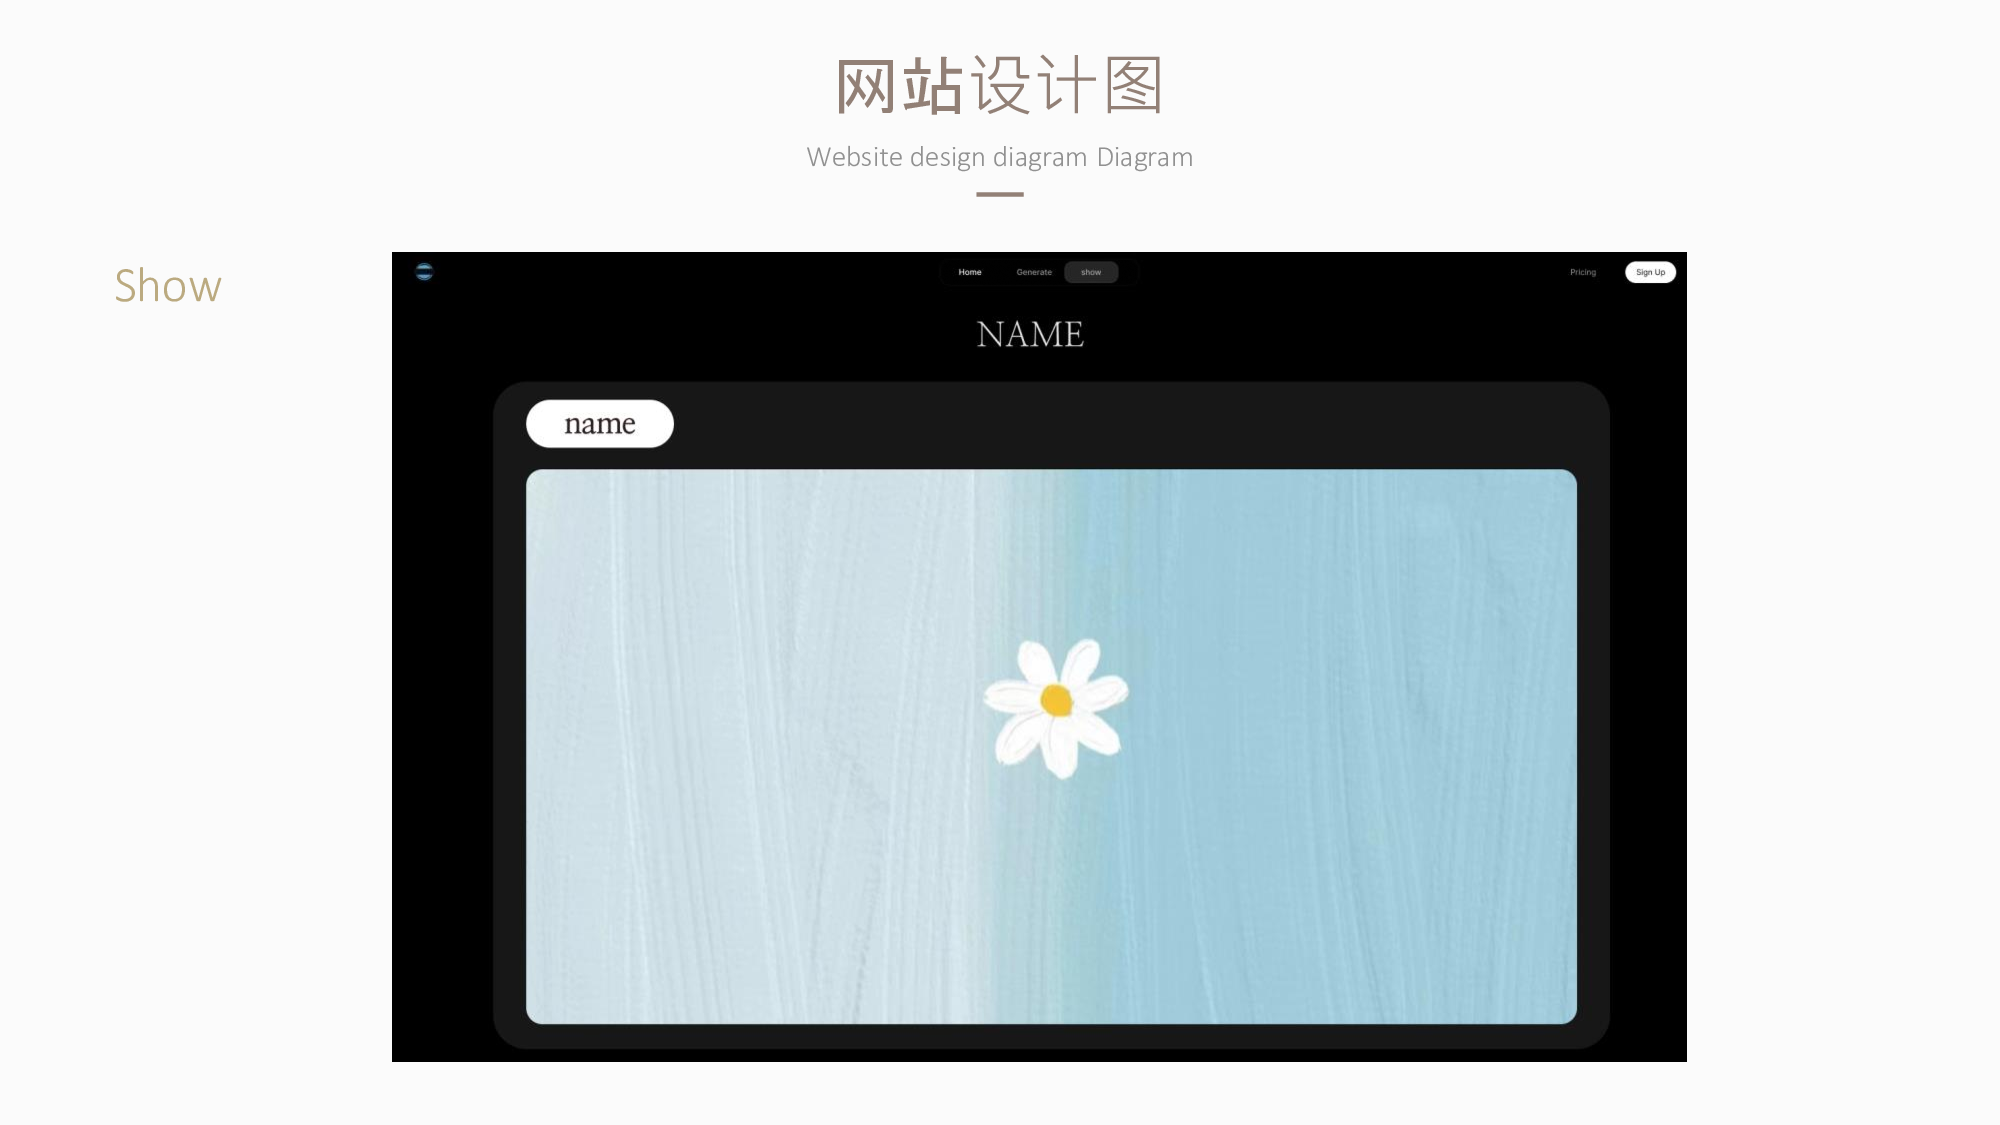 网站设计图
Website design diagram Diagram
Show
Home Generate show Pricing Sign Up
NAME
name